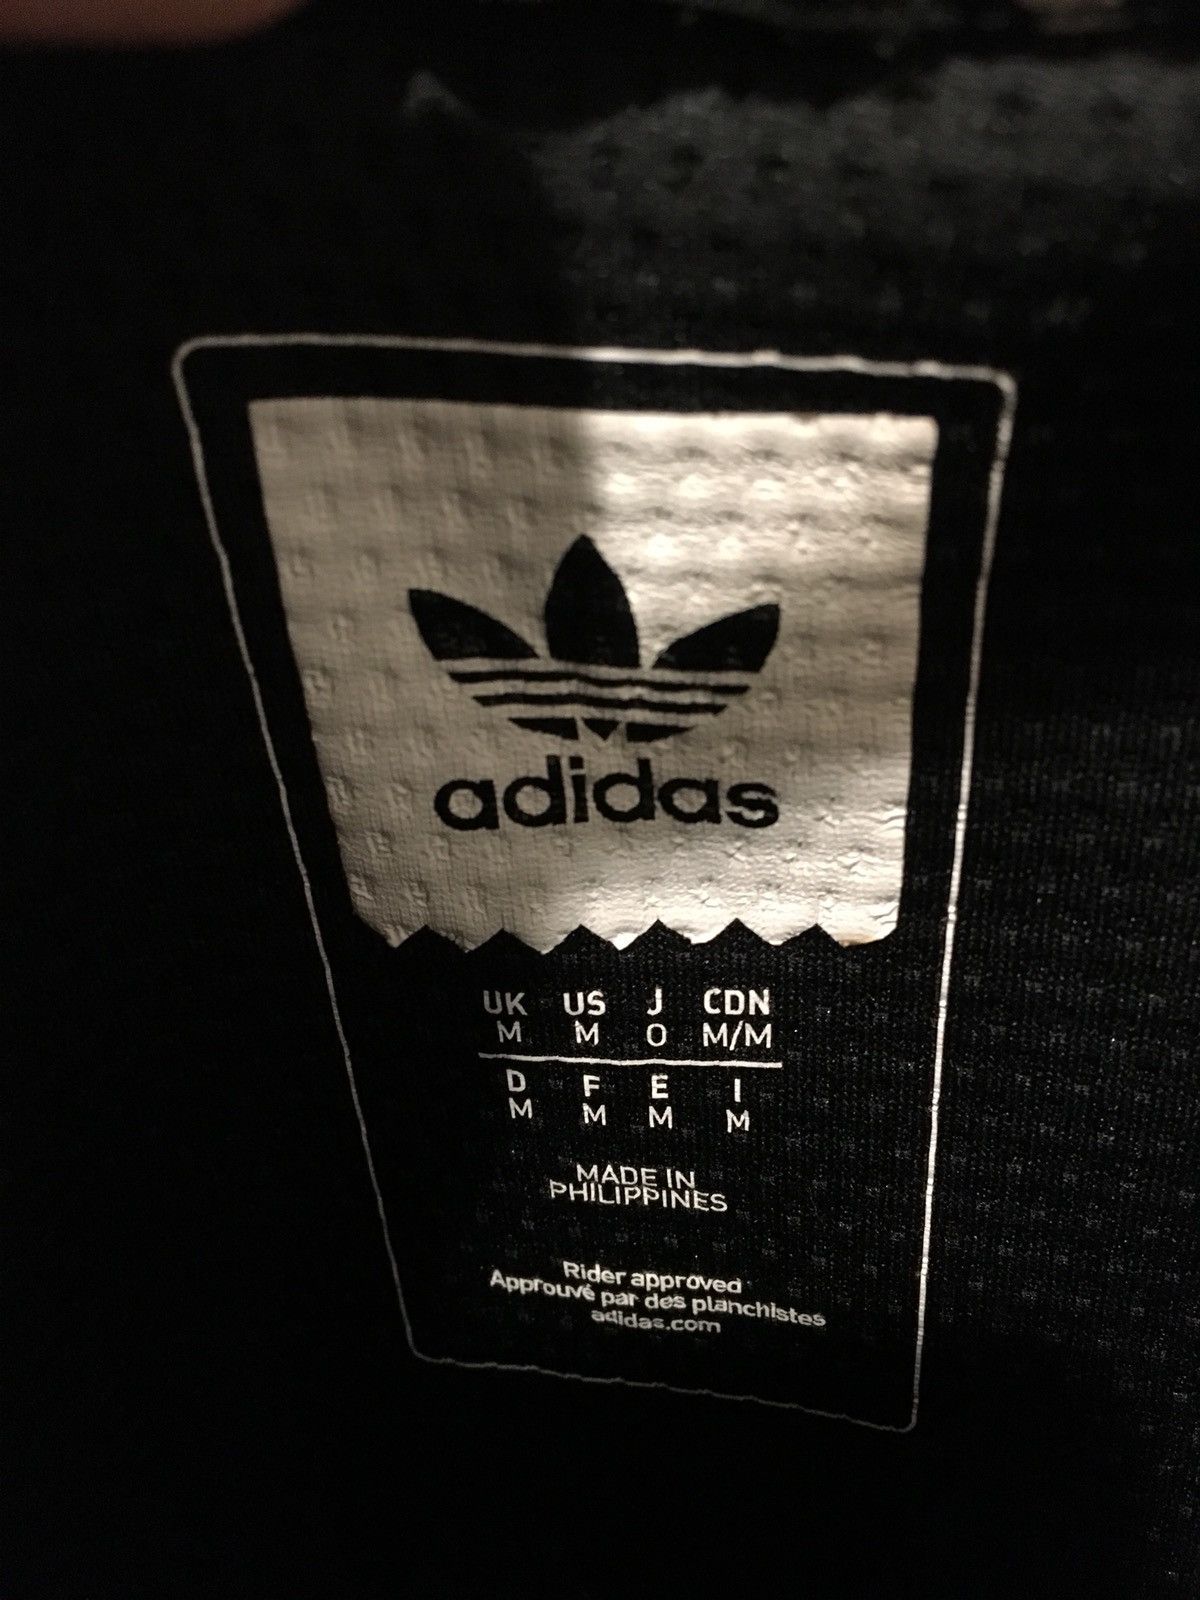 adidas
UK US J CDN
M M O M/M
D F E I
M M M M
MADE IN
PHILIPPINES
Rider approved
Approuvé par des planchistes
adidas.com